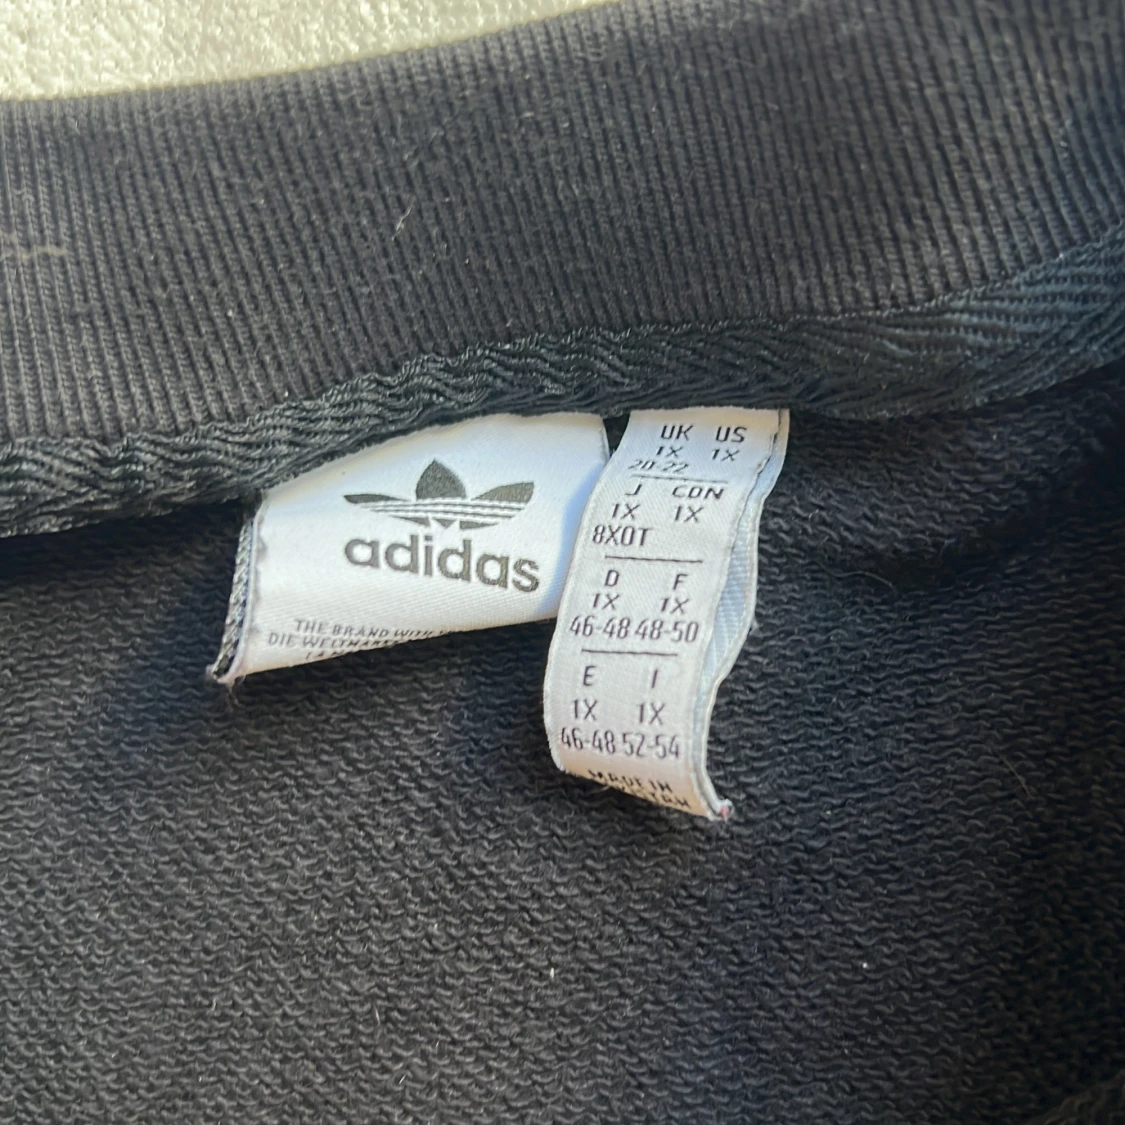 adidas
THE BRAND WITH
DIE WELTMARKE
UK US
1X 1X
20-22
J CDN
1X 1X
8XOT
D F
1X 1X
46-48 48-50
E I
1X 1X
46-48 52-54
MADE IN